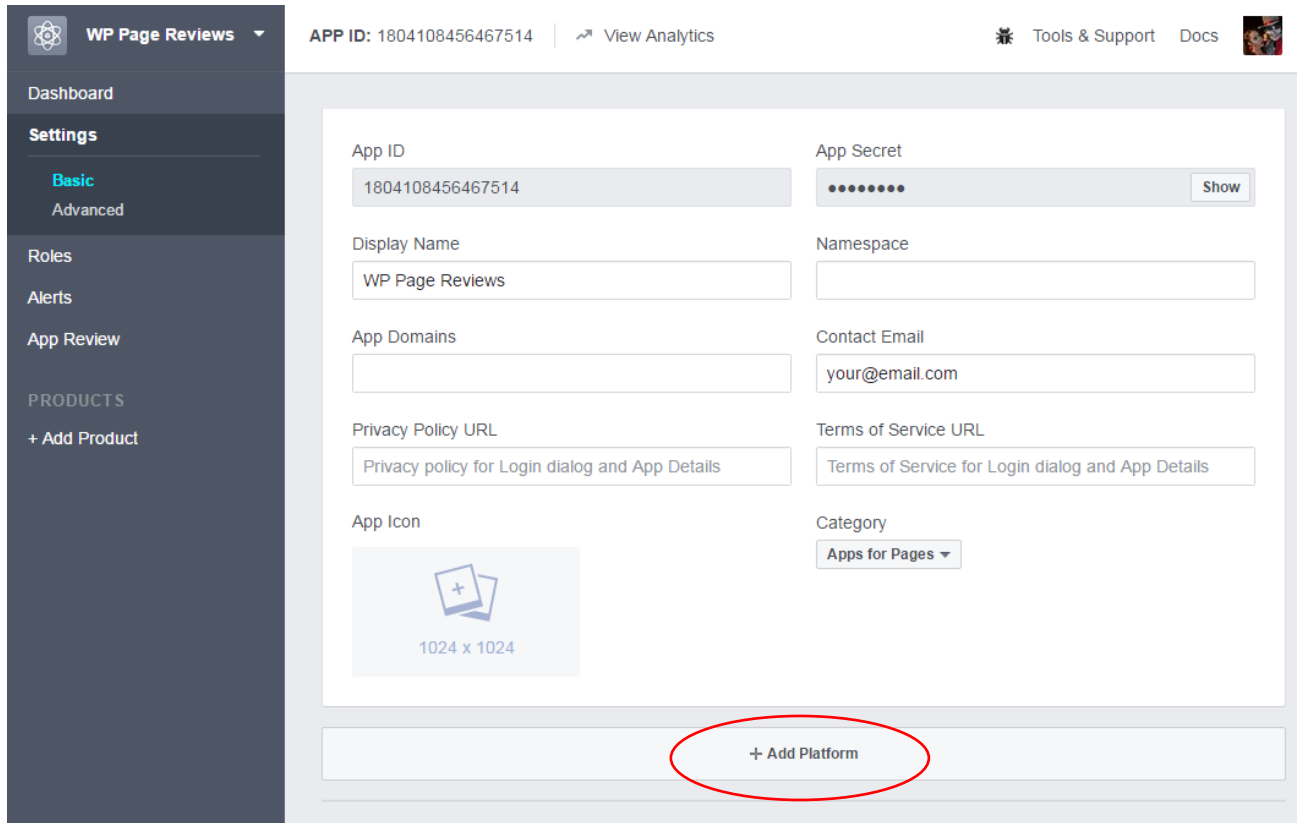 WP Page Reviews
APP ID: 1804108456467514
View Analytics
Tools & Support
Docs
Dashboard
Settings
Basic
Advanced
Roles
Alerts
App Review
PRODUCTS
+ Add Product
App ID
App Secret
1804108456467514
●●●●●●●●
Show
Display Name
Namespace
WP Page Reviews
App Domains
Contact Email
your@email.com
Privacy Policy URL
Terms of Service URL
Privacy policy for Login dialog and App Details
Terms of Service for Login dialog and App Details
App Icon
Category
Apps for Pages
1024 x 1024
+ Add Platform